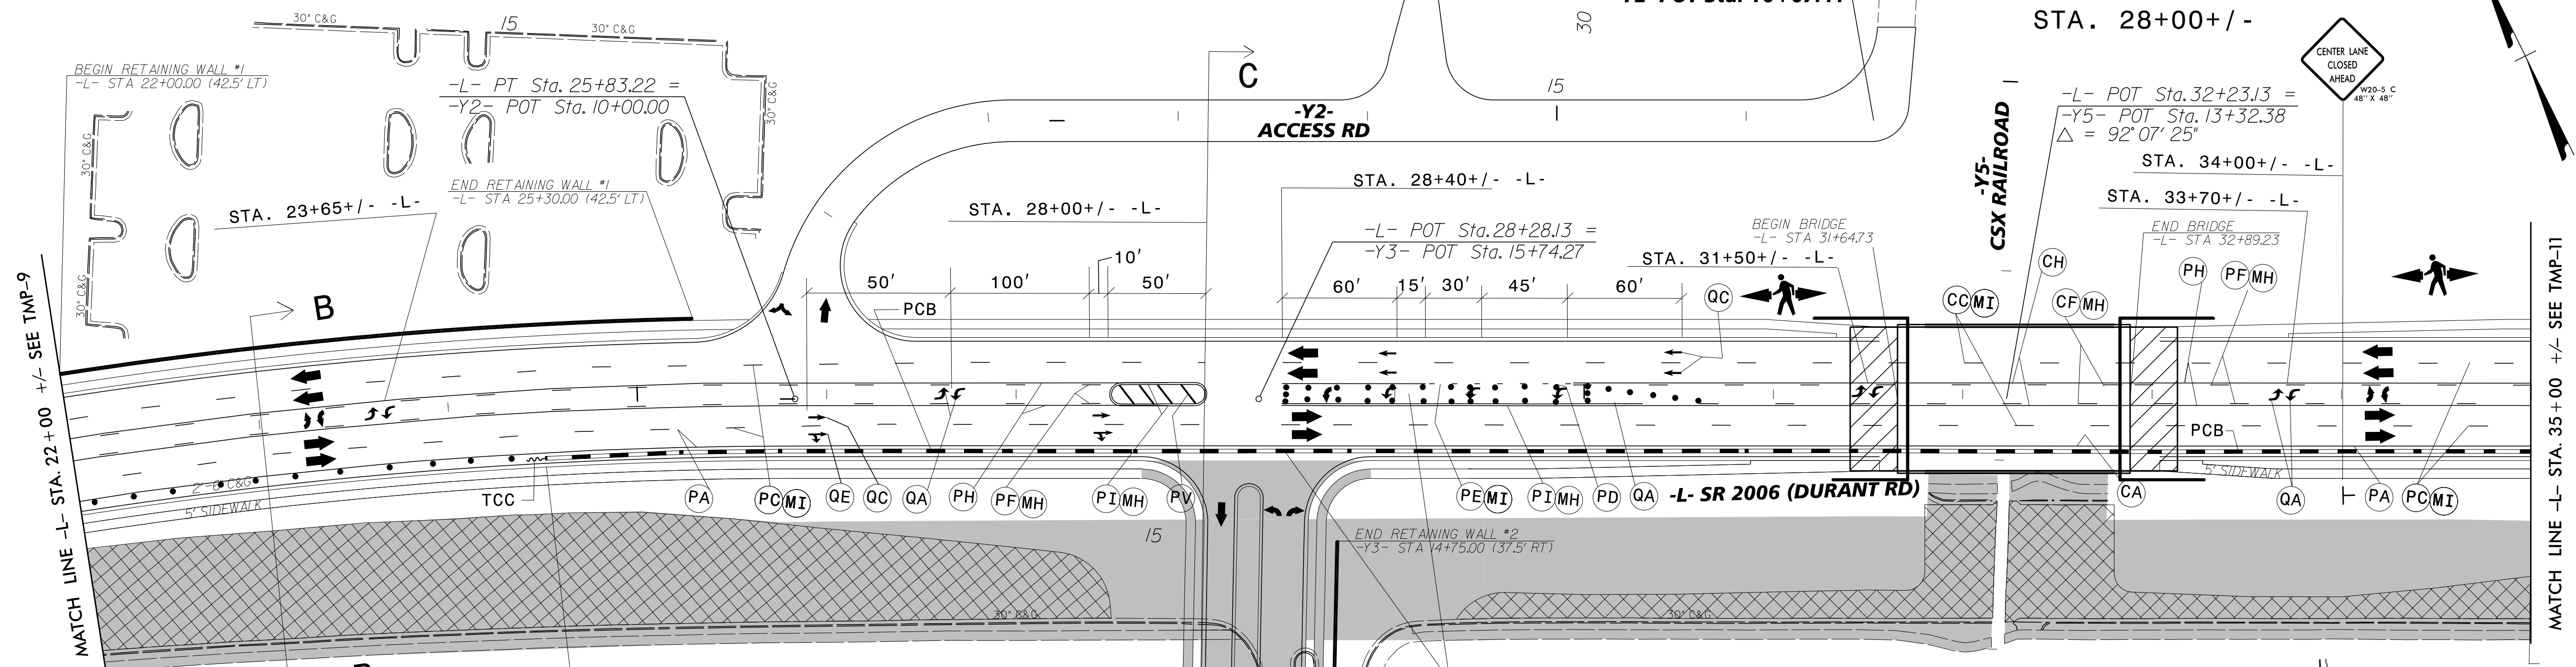 30" C&G
15
30" C&G
BEGIN RETAINING WALL #1
-L- STA 22+00.00 (42.5' LT)
-L- PT Sta. 25+83.22 =
-Y2- POT Sta. 10+00.00
30" C&G
30" C&G
30" C&G
END RETAINING WALL #1
-L- STA 25+30.00 (42.5' LT)
STA. 23+65+/- -L-
C
30
15
-Y2-
ACCESS RD
STA. 28+00+/-
CENTER LANE
CLOSED
AHEAD
W20-5 C
48" X 48"
-Y5-
CSX RAILROAD
-L- POT Sta. 32+23.13 =
-Y5- POT Sta. 13+32.38
△ = 92° 07' 25"
STA. 34+00+/- -L-
STA. 33+70+/- -L-
END BRIDGE
-L- STA 32+89.23
STA. 28+00+/- -L-
STA. 28+40+/- -L-
-L- POT Sta. 28+28.13 =
-Y3- POT Sta. 15+74.27
BEGIN BRIDGE
-L- STA 31+64.73
STA. 31+50+/- -L-
50' 100' 10' 50'
60' 15' 30' 45' 60'
B
PCB
QC
CC MI
CH
CF MH
PH
PF MH
MATCH LINE -L- STA. 22+00 +/- SEE TMP-9
MATCH LINE -L- STA. 35+00 +/- SEE TMP-11
2'-6" C&G
5' SIDEWALK
TCC
PA
PC MI
QE
QC
QA
PH
PF MH
PI MH
PV
PE MI
PI MH
PD
QA
-L- SR 2006 (DURANT RD)
CA
PCB
5' SIDEWALK
QA
PA
PC MI
15
END RETAINING WALL #2
-Y3- STA 14+75.00 (37.5' RT)
30" C&G
30" C&G